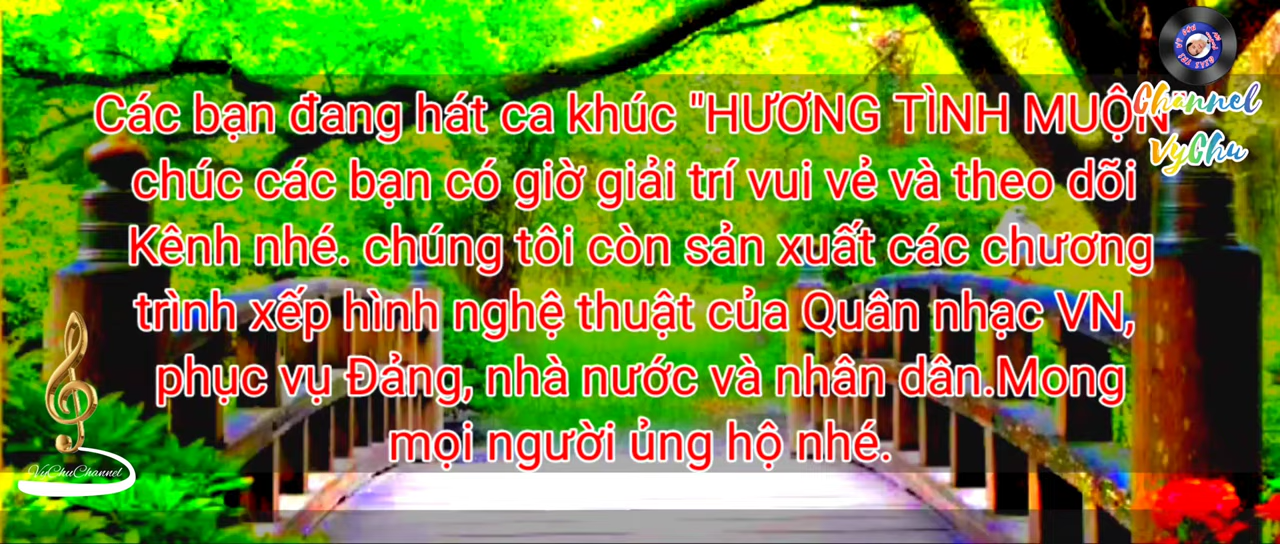 Các bạn đang hát ca khúc "HƯƠNG TÌNH MUỘN"
chúc các bạn có giờ giải trí vui vẻ và theo dõi
Kênh nhé. chúng tôi còn sản xuất các chương
trình xếp hình nghệ thuật của Quân nhạc VN,
phục vụ Đảng, nhà nước và nhân dân.Mong
mọi người ủng hộ nhé.
Channel
VyChu
VyChuChannel